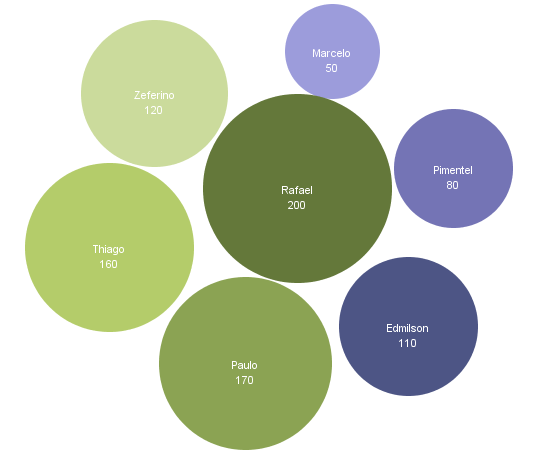 Marcelo
50
Zeferino
120
Pimentel
80
Rafael
200
Thiago
160
Edmilson
110
Paulo
170